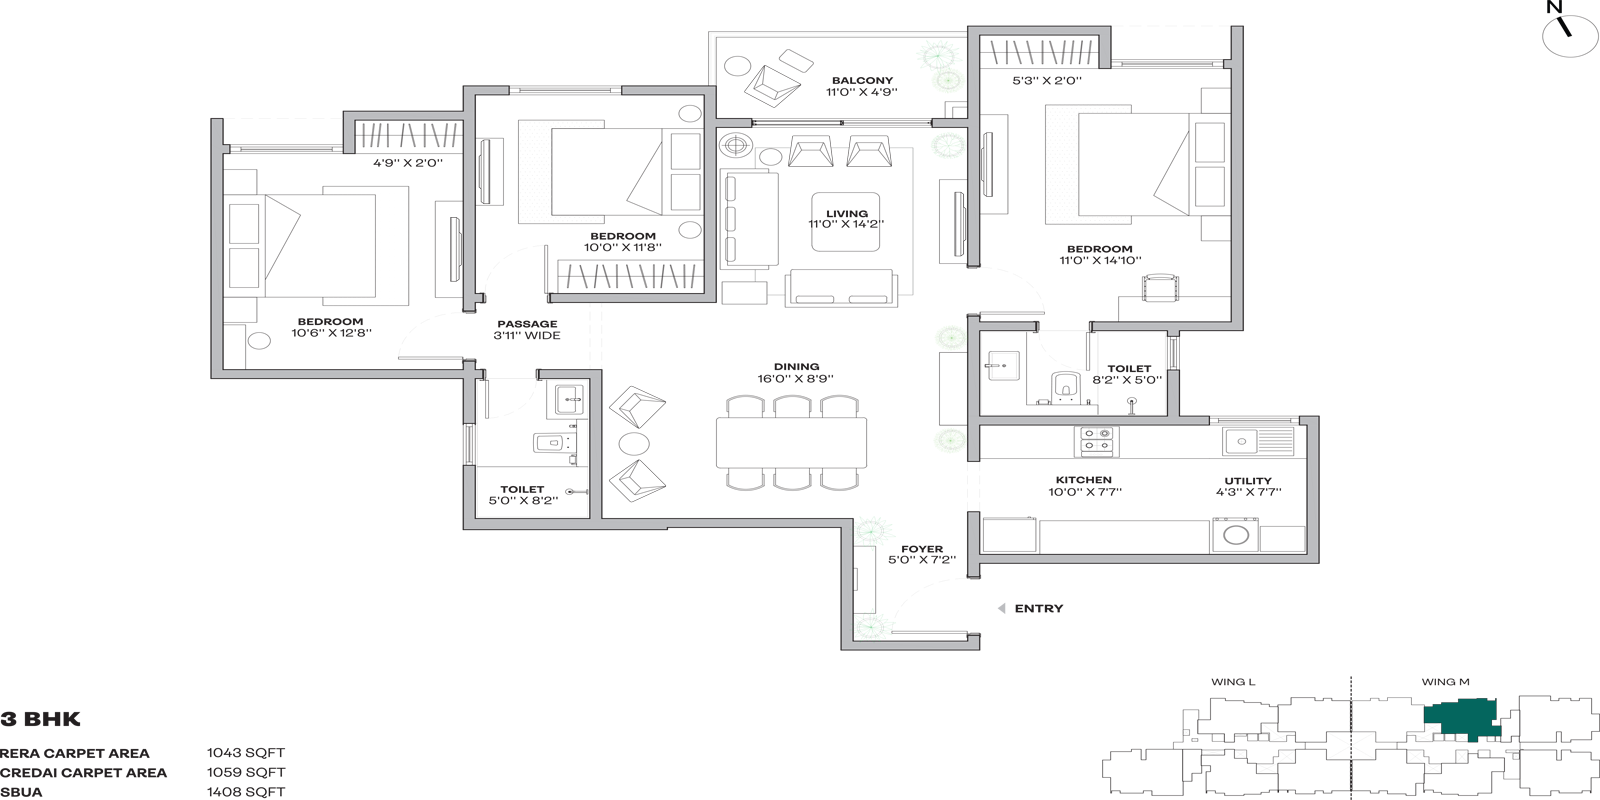 N
BALCONY
11'0" X 4'9"
5'3" X 2'0"
4'9" X 2'0"
LIVING
11'0" X 14'2"
BEDROOM
10'0" X 11'8"
BEDROOM
11'0" X 14'10"
BEDROOM
10'6" X 12'8"
PASSAGE
3'11" WIDE
DINING
16'0" X 8'9"
TOILET
8'2" X 5'0"
KITCHEN
10'0" X 7'7"
UTILITY
4'3" X 7'7"
TOILET
5'0" X 8'2"
FOYER
5'0" X 7'2"
ENTRY
WING L
WING M
3 BHK
RERA CARPET AREA 1043 SQFT
CREDAI CARPET AREA 1059 SQFT
SBUA 1408 SQFT